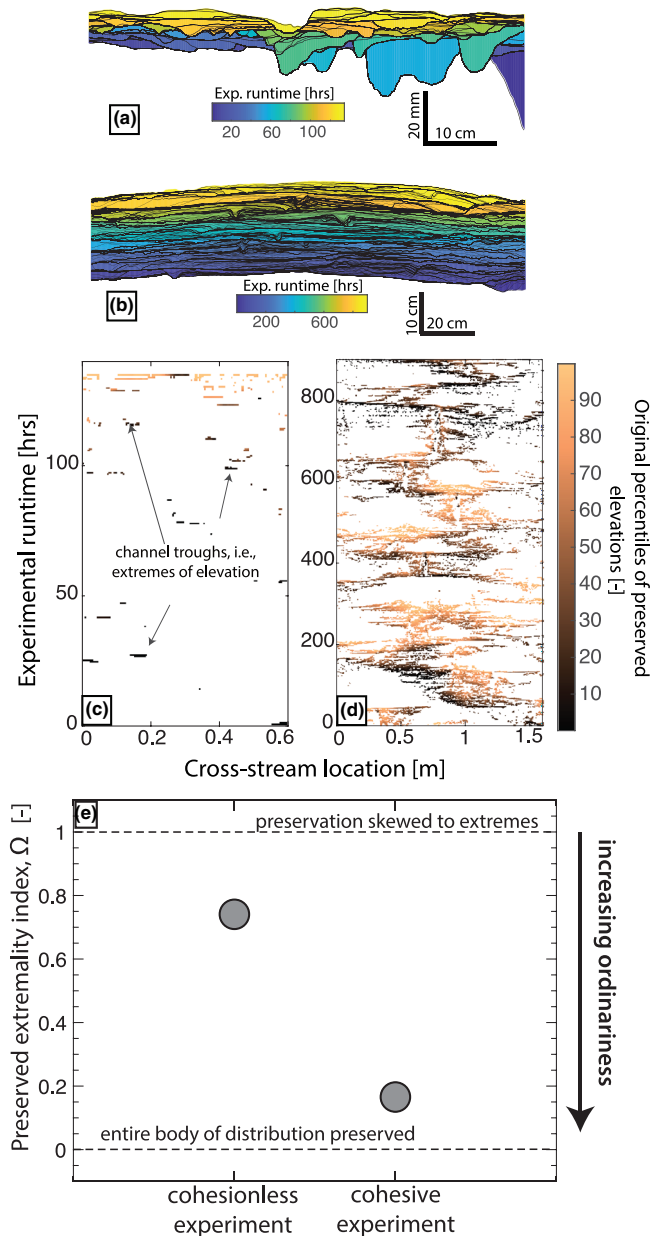 Exp. runtime [hrs]
20 60 100
(a)
20 mm
10 cm
Exp. runtime [hrs]
200 600
(b)
10 cm
20 cm
Experimental runtime [hrs]
100
50
0
channel troughs, i.e.,
extremes of elevation
(c)
0 0.2 0.4 0.6
800
600
400
200
0
(d)
0 0.5 1 1.5
90
80
70
60
50
40
30
20
10
Original percentiles of preserved
elevations [-]
Cross-stream location [m]
(e)
Preserved extremality index, Ω [-]
1
0.8
0.6
0.4
0.2
0
preservation skewed to extremes
entire body of distribution preserved
increasing ordinariness
cohesionless
experiment
cohesive
experiment